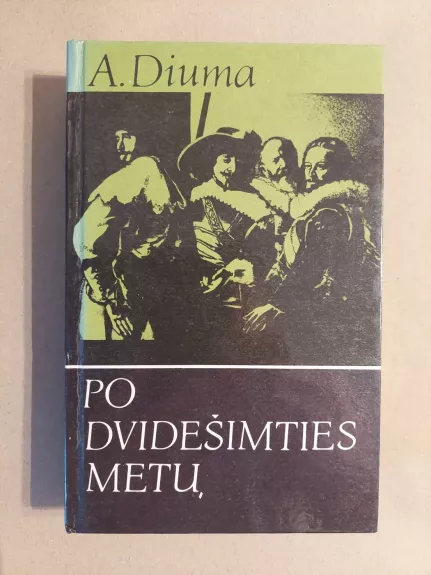 A. Diuma
PO
DVIDEŠIMTIES
METŲ